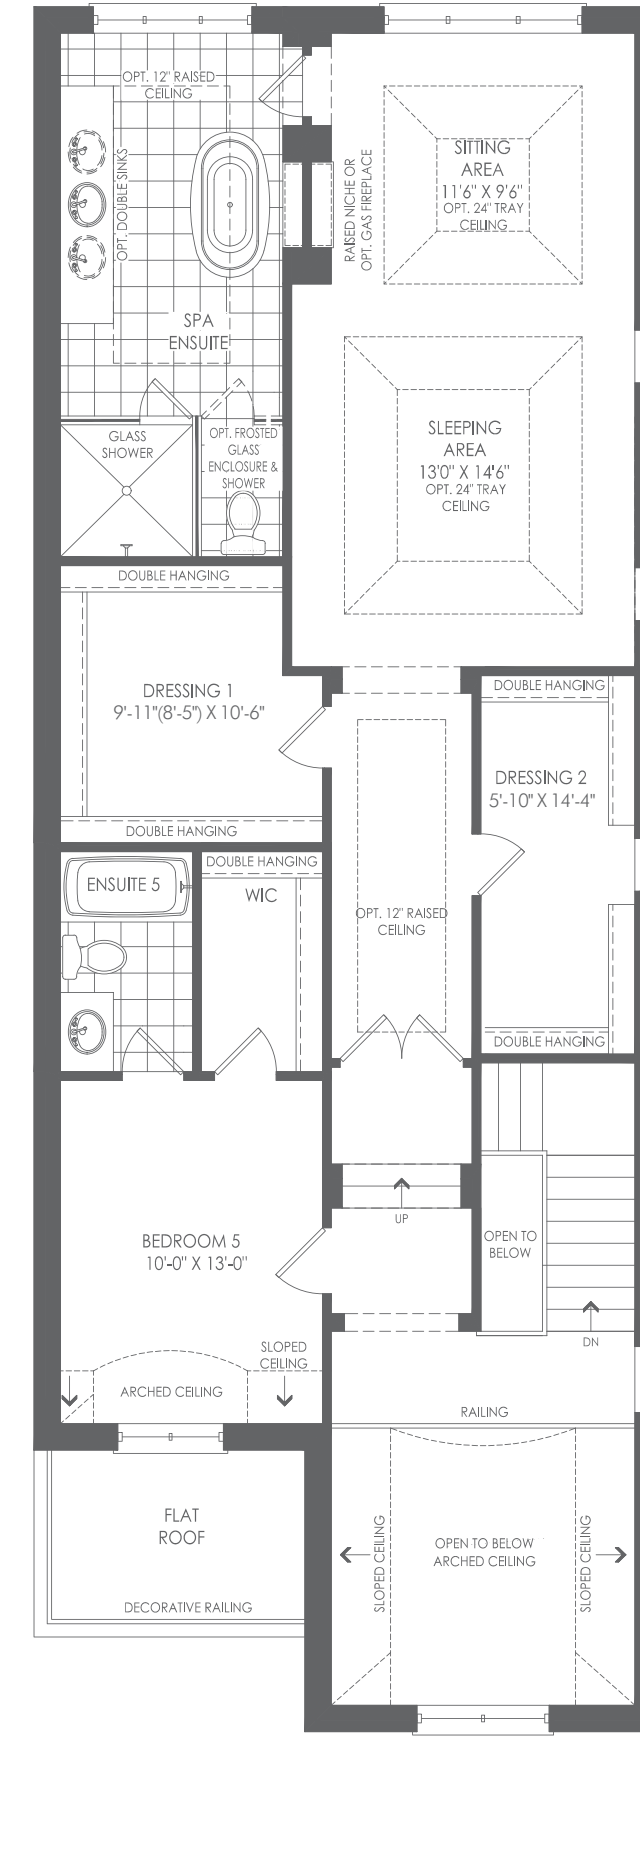 OPT. 12" RAISED
CEILING
OPT. DOUBLE SINKS
SPA
ENSUITE
RAISED NICHE OR
OPT. GAS FIREPLACE
SITTING
AREA
11'6" X 9'6"
OPT. 24" TRAY
CEILING
GLASS
SHOWER
OPT. FROSTED
GLASS
ENCLOSURE &
SHOWER
SLEEPING
AREA
13'0" X 14'6"
OPT. 24" TRAY
CEILING
DOUBLE HANGING
DRESSING 1
9'-11"(8'-5") X 10'-6"
DOUBLE HANGING
DOUBLE HANGING
DRESSING 2
5'-10" X 14'-4"
DOUBLE HANGING
ENSUITE 5
DOUBLE HANGING
WIC
OPT. 12" RAISED
CEILING
UP
OPEN TO
BELOW
DN
BEDROOM 5
10'-0" X 13'-0"
SLOPED
CEILING
ARCHED CEILING
RAILING
FLAT
ROOF
DECORATIVE RAILING
SLOPED CEILING
OPEN TO BELOW
ARCHED CEILING
SLOPED CEILING